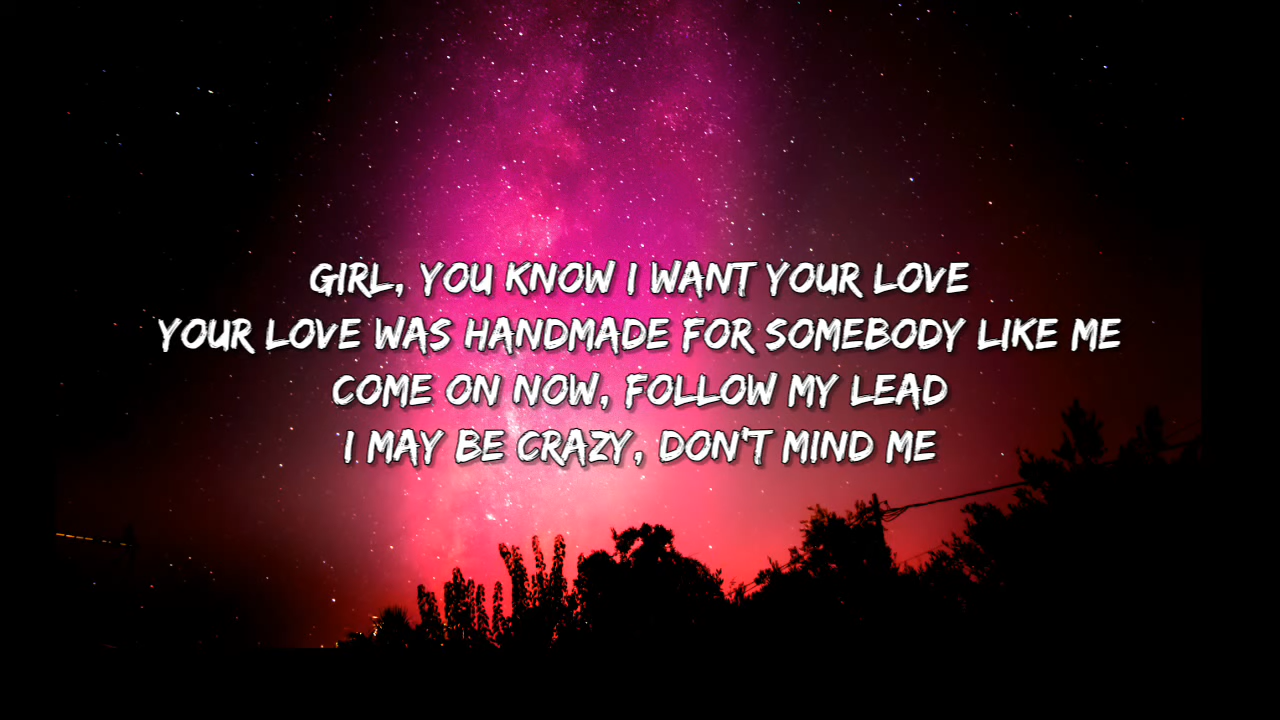 GIRL, YOU KNOW I WANT YOUR LOVE
YOUR LOVE WAS HANDMADE FOR SOMEBODY LIKE ME
COME ON NOW, FOLLOW MY LEAD
I MAY BE CRAZY, DON'T MIND ME